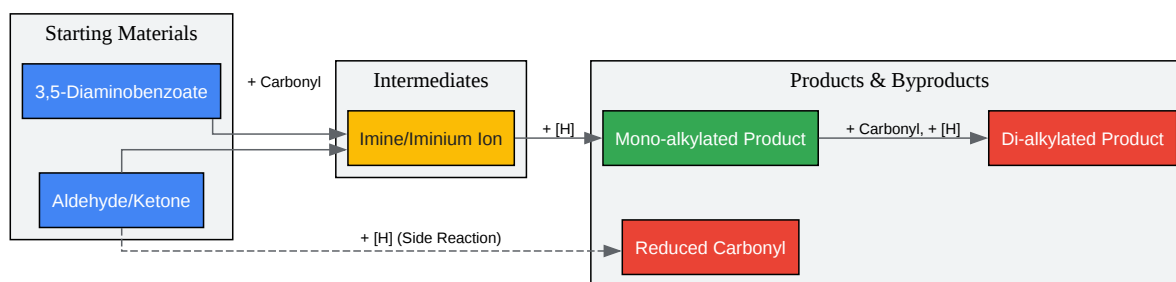 Starting Materials
3,5-Diaminobenzoate
Aldehyde/Ketone
+ Carbonyl
Intermediates
Imine/Iminium Ion
+ [H]
Products & Byproducts
Mono-alkylated Product
+ Carbonyl, + [H]
Di-alkylated Product
+ [H] (Side Reaction)
Reduced Carbonyl